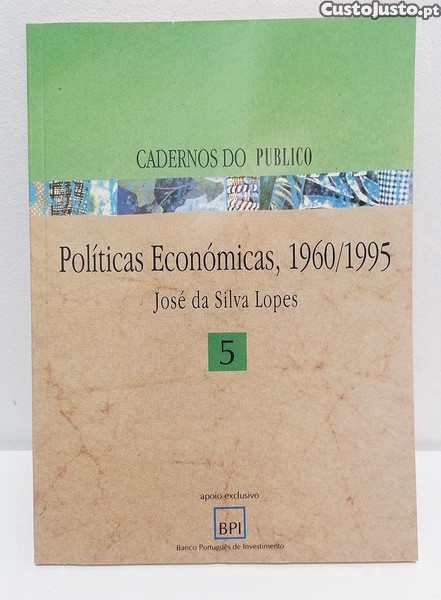 CustoJusto.pt
CADERNOS DO PUBLICO
Políticas Económicas, 1960/1995
José da Silva Lopes
5
apoio exclusivo
BPI
Banco Português de Investimento